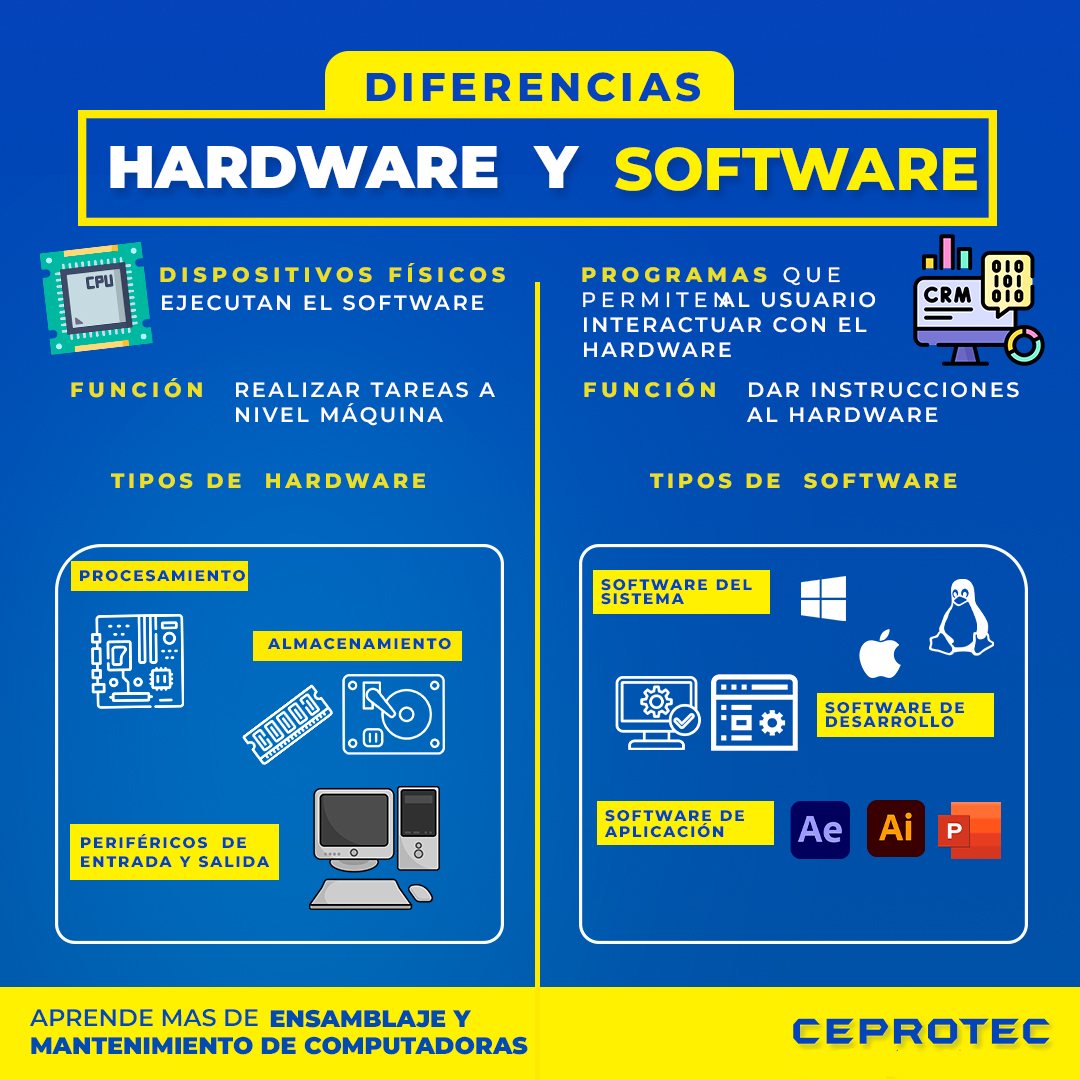 DIFERENCIAS
HARDWARE Y SOFTWARE
CPU
DISPOSITIVOS FÍSICOS
EJECUTAN EL SOFTWARE
FUNCIÓN REALIZAR TAREAS A
NIVEL MÁQUINA
TIPOS DE HARDWARE
PROCESAMIENTO
ALMACENAMIENTO
PERIFÉRICOS DE
ENTRADA Y SALIDA
PROGRAMAS QUE
PERMITEN AL USUARIO
INTERACTUAR CON EL
HARDWARE
CRM
010
101
010
FUNCIÓN DAR INSTRUCCIONES
AL HARDWARE
TIPOS DE SOFTWARE
SOFTWARE DEL
SISTEMA
SOFTWARE DE
DESARROLLO
SOFTWARE DE
APLICACIÓN
Ae
Ai
P
APRENDE MAS DE ENSAMBLAJE Y
MANTENIMIENTO DE COMPUTADORAS
CEPROTEC